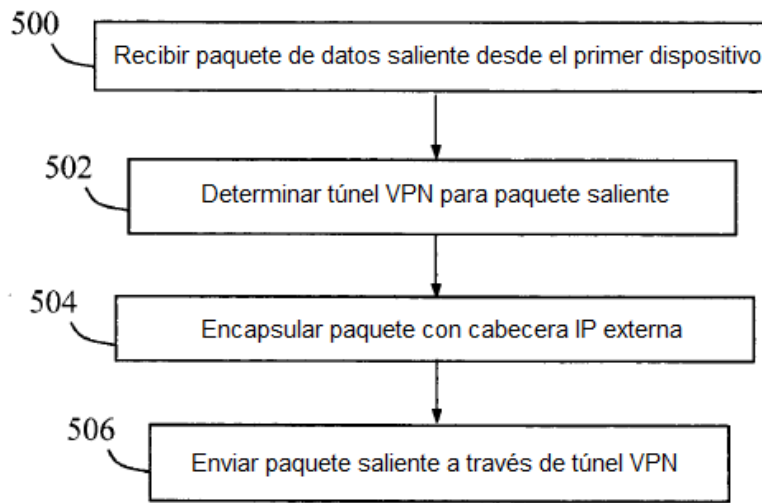 500
Recibir paquete de datos saliente desde el primer dispositivo
502
Determinar túnel VPN para paquete saliente
504
Encapsular paquete con cabecera IP externa
506
Enviar paquete saliente a través de túnel VPN